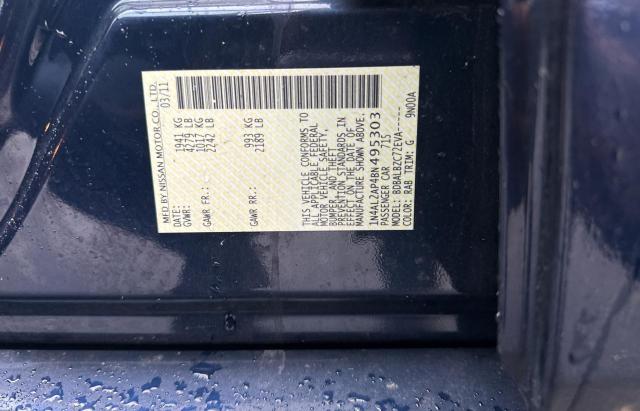 MFD BY NISSAN MOTOR CO., LTD.
DATE: 03/11
GVWR: 1941 KG
4279 LB
GAWR FR.: 1017 KG
2242 LB
GAWR RR.: 993 KG
2189 LB
THIS VEHICLE CONFORMS TO
ALL APPLICABLE FEDERAL
MOTOR VEHICLE SAFETY,
BUMPER, AND THEFT
PREVENTION STANDARDS IN
EFFECT ON THE DATE OF
MANUFACTURE SHOWN ABOVE.
1N4AL2AP4BN495303
PASSENGER CAR 715
MODEL: BDBALBZC72EVA-----
COLOR: RAB TRIM: G 9N00A